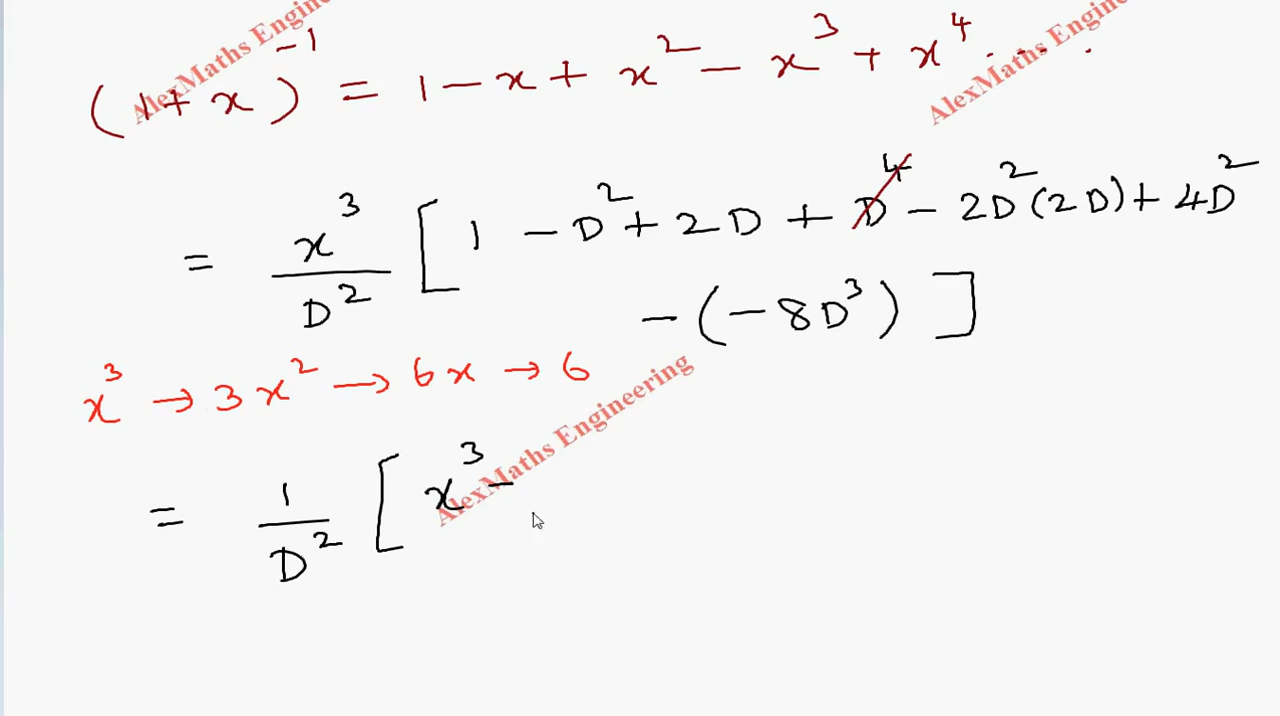 (1+x)^-1 = 1 - x + x^2 - x^3 + x^4 . . . .
= x^3/D^2 [ 1 - D^2 + 2D + D^4 - 2D^2(2D) + 4D^2
- (-8D^3) ]
x^3 → 3x^2 → 6x → 6
= 1/D^2 [ x^3 -
AlexMaths Engineering
AlexMaths Engineering
AlexMaths Engineering